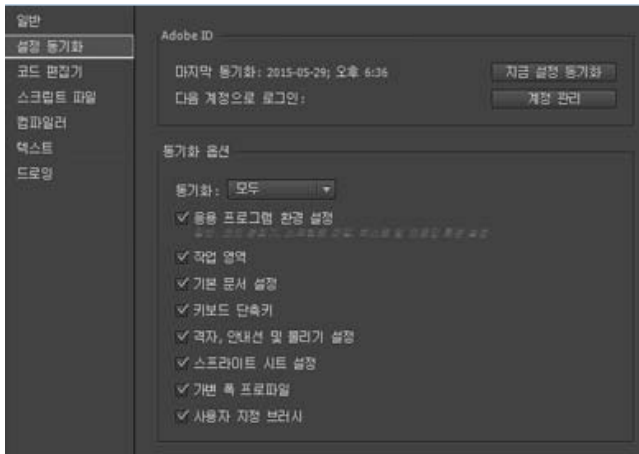 일반
설정 동기화
코드 편집기
스크립트 파일
컴파일러
텍스트
드로잉
Adobe ID
마지막 동기화: 2015-05-29; 오후 6:36
지금 설정 동기화
다음 계정으로 로그인:
계정 관리
동기화 옵션
동기화: 모두
응용 프로그램 환경 설정
작업 영역
기본 문서 설정
키보드 단축키
격자, 안내선 및 물리기 설정
스프라이트 시트 설정
가변 폭 프로파일
사용자 지정 브러시